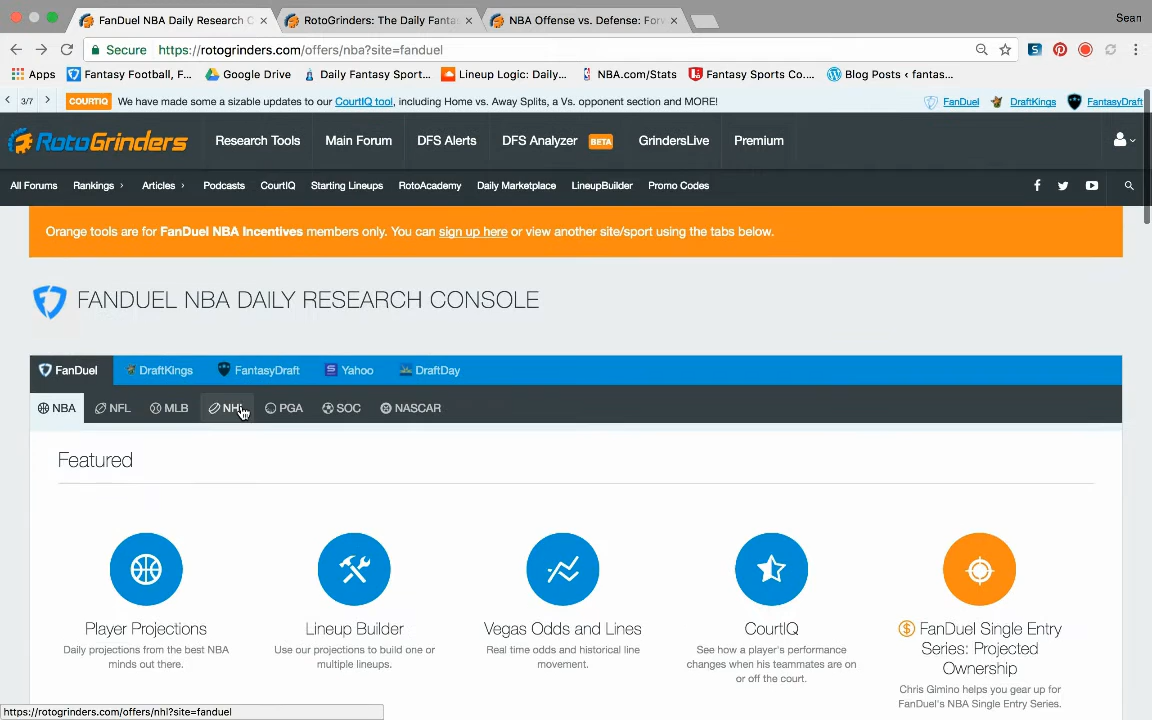 FanDuel NBA Daily Research C
RotoGrinders: The Daily Fantas
NBA Offense vs. Defense: Forv
Sean
Secure https://rotogrinders.com/offers/nba?site=fanduel
Apps Fantasy Football, F... Google Drive Daily Fantasy Sport... Lineup Logic: Daily... NBA.com/Stats Fantasy Sports Co.... Blog Posts ‹ fantas...
3/7 COURTIQ We have made some sizable updates to our CourtIQ tool, including Home vs. Away Splits, a Vs. opponent section and MORE! FanDuel DraftKings FantasyDraft
RotoGrinders Research Tools Main Forum DFS Alerts DFS Analyzer BETA GrindersLive Premium
All Forums Rankings Articles Podcasts CourtIQ Starting Lineups RotoAcademy Daily Marketplace LineupBuilder Promo Codes
Orange tools are for FanDuel NBA Incentives members only. You can sign up here or view another site/sport using the tabs below.
FANDUEL NBA DAILY RESEARCH CONSOLE
FanDuel DraftKings FantasyDraft Yahoo DraftDay
NBA NFL MLB NHL PGA SOC NASCAR
Featured
Player Projections
Daily projections from the best NBA
minds out there.
Lineup Builder
Use our projections to build one or
multiple lineups.
Vegas Odds and Lines
Real time odds and historical line
movement.
CourtIQ
See how a player's performance
changes when his teammates are on
or off the court.
FanDuel Single Entry
Series: Projected
Ownership
Chris Gimino helps you gear up for
FanDuel's NBA Single Entry Series.
https://rotogrinders.com/offers/nhl?site=fanduel